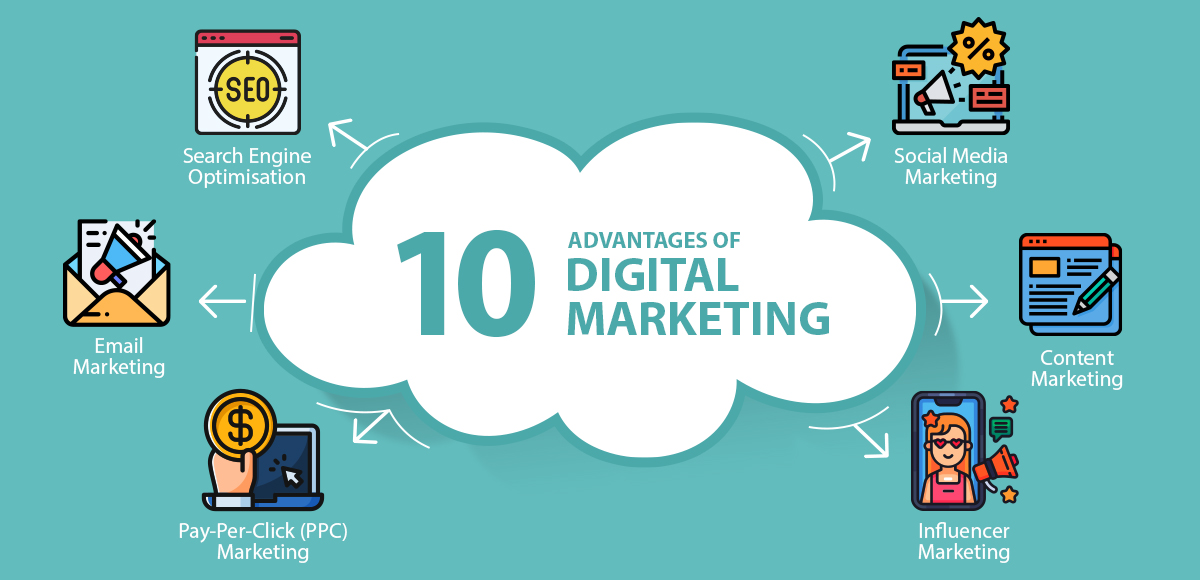 SEO
Search Engine
Optimisation
Social Media
Marketing
10
ADVANTAGES OF
DIGITAL
MARKETING
Email
Marketing
Content
Marketing
Pay-Per-Click (PPC)
Marketing
Influencer
Marketing